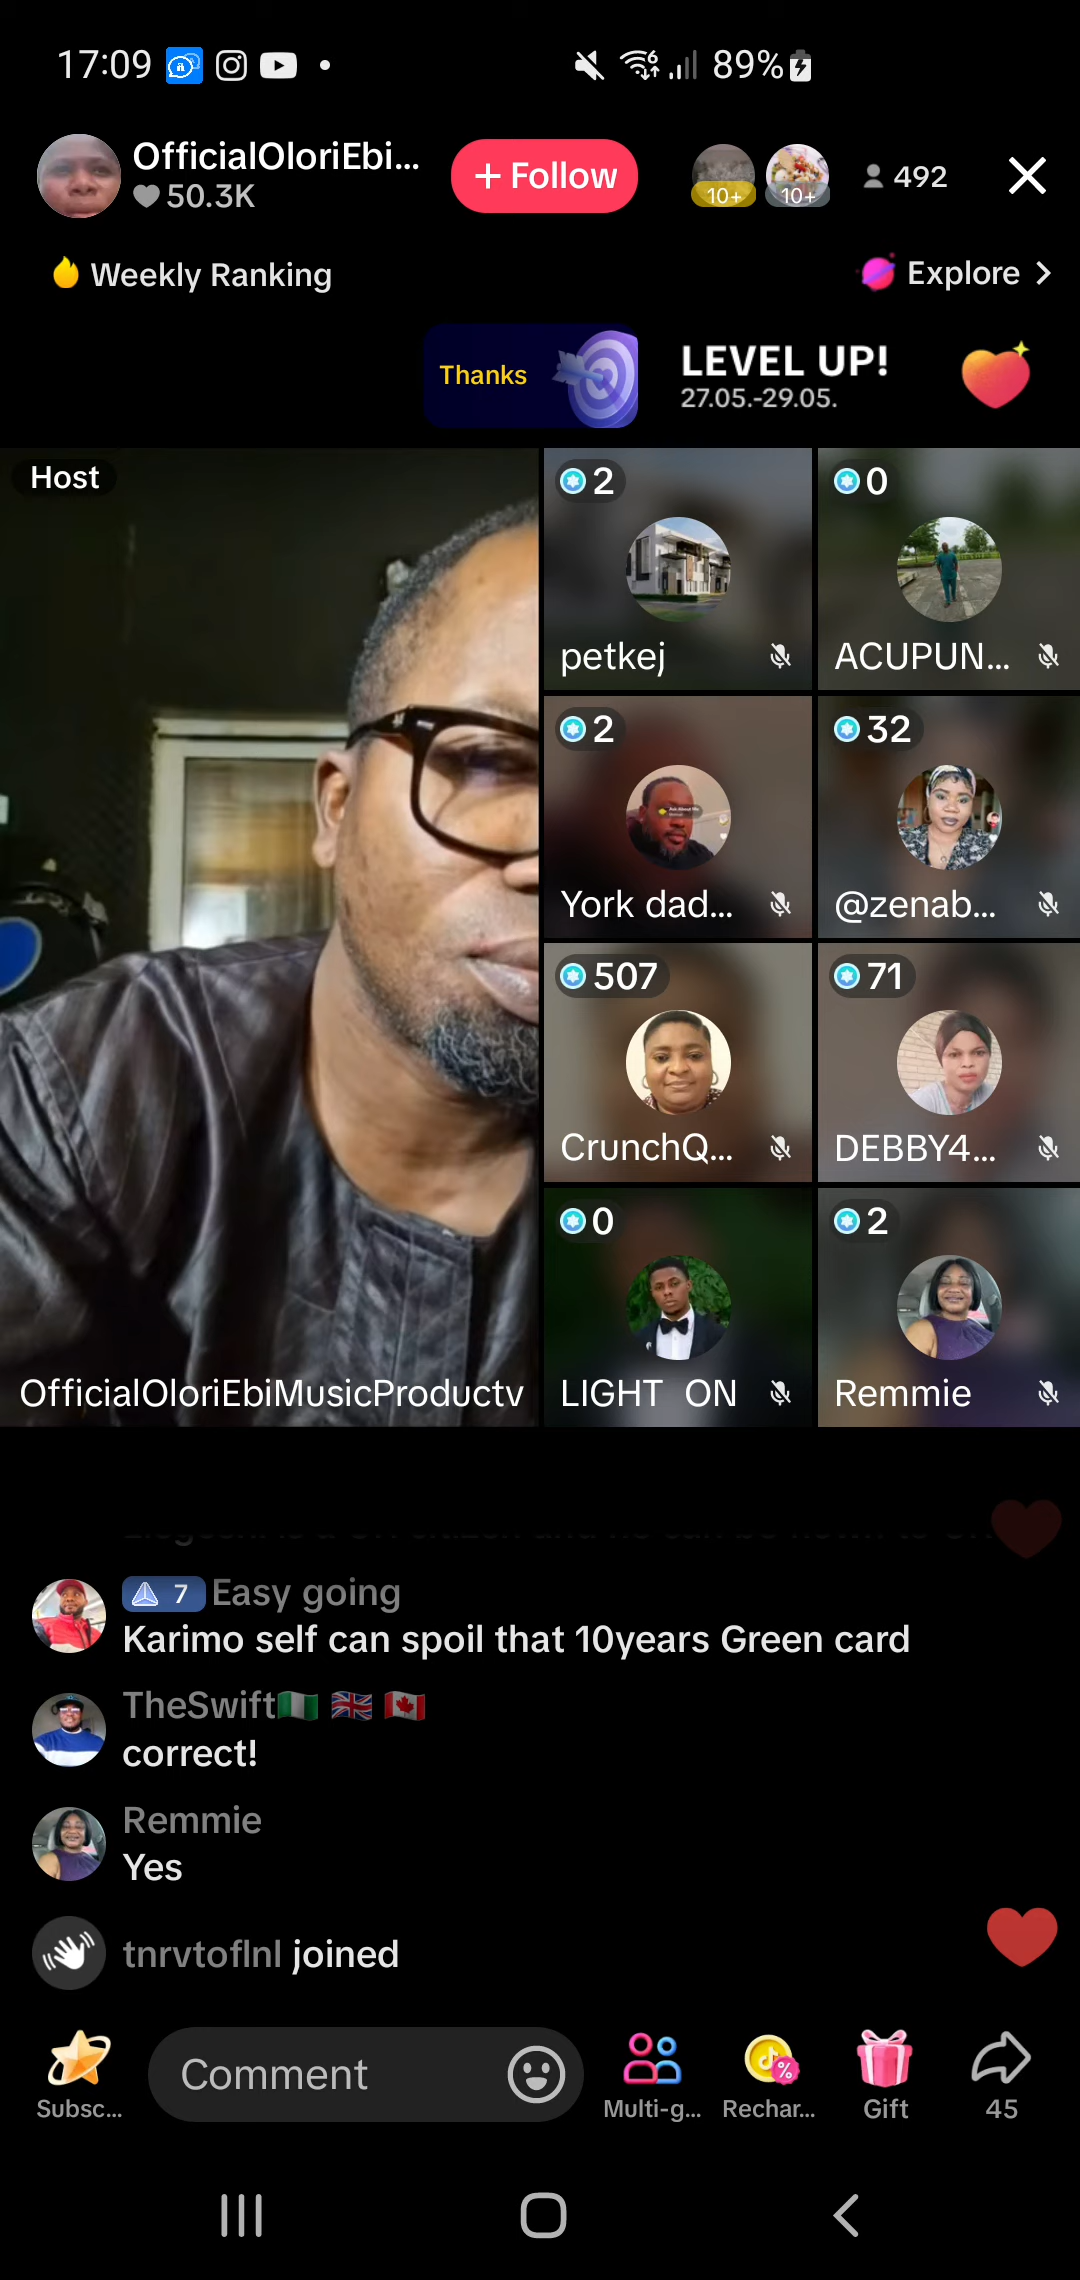 17:09
89%
OfficialOloriEbi...
50.3K
+ Follow
10+
10+
492
Weekly Ranking
Explore >
Thanks
LEVEL UP!
27.05.-29.05.
Host
2
0
petkej
ACUPUN...
2
32
York dad...
@zenab...
507
71
CrunchQ...
DEBBY4...
0
2
OfficialOloriEbiMusicProductv
LIGHT ON
Remmie
7 Easy going
Karimo self can spoil that 10years Green card
TheSwift🇳🇬 🇬🇧 🇨🇦
correct!
Remmie
Yes
tnrvtoflnl joined
Comment
Subsc...
Multi-g...
Rechar...
Gift
45